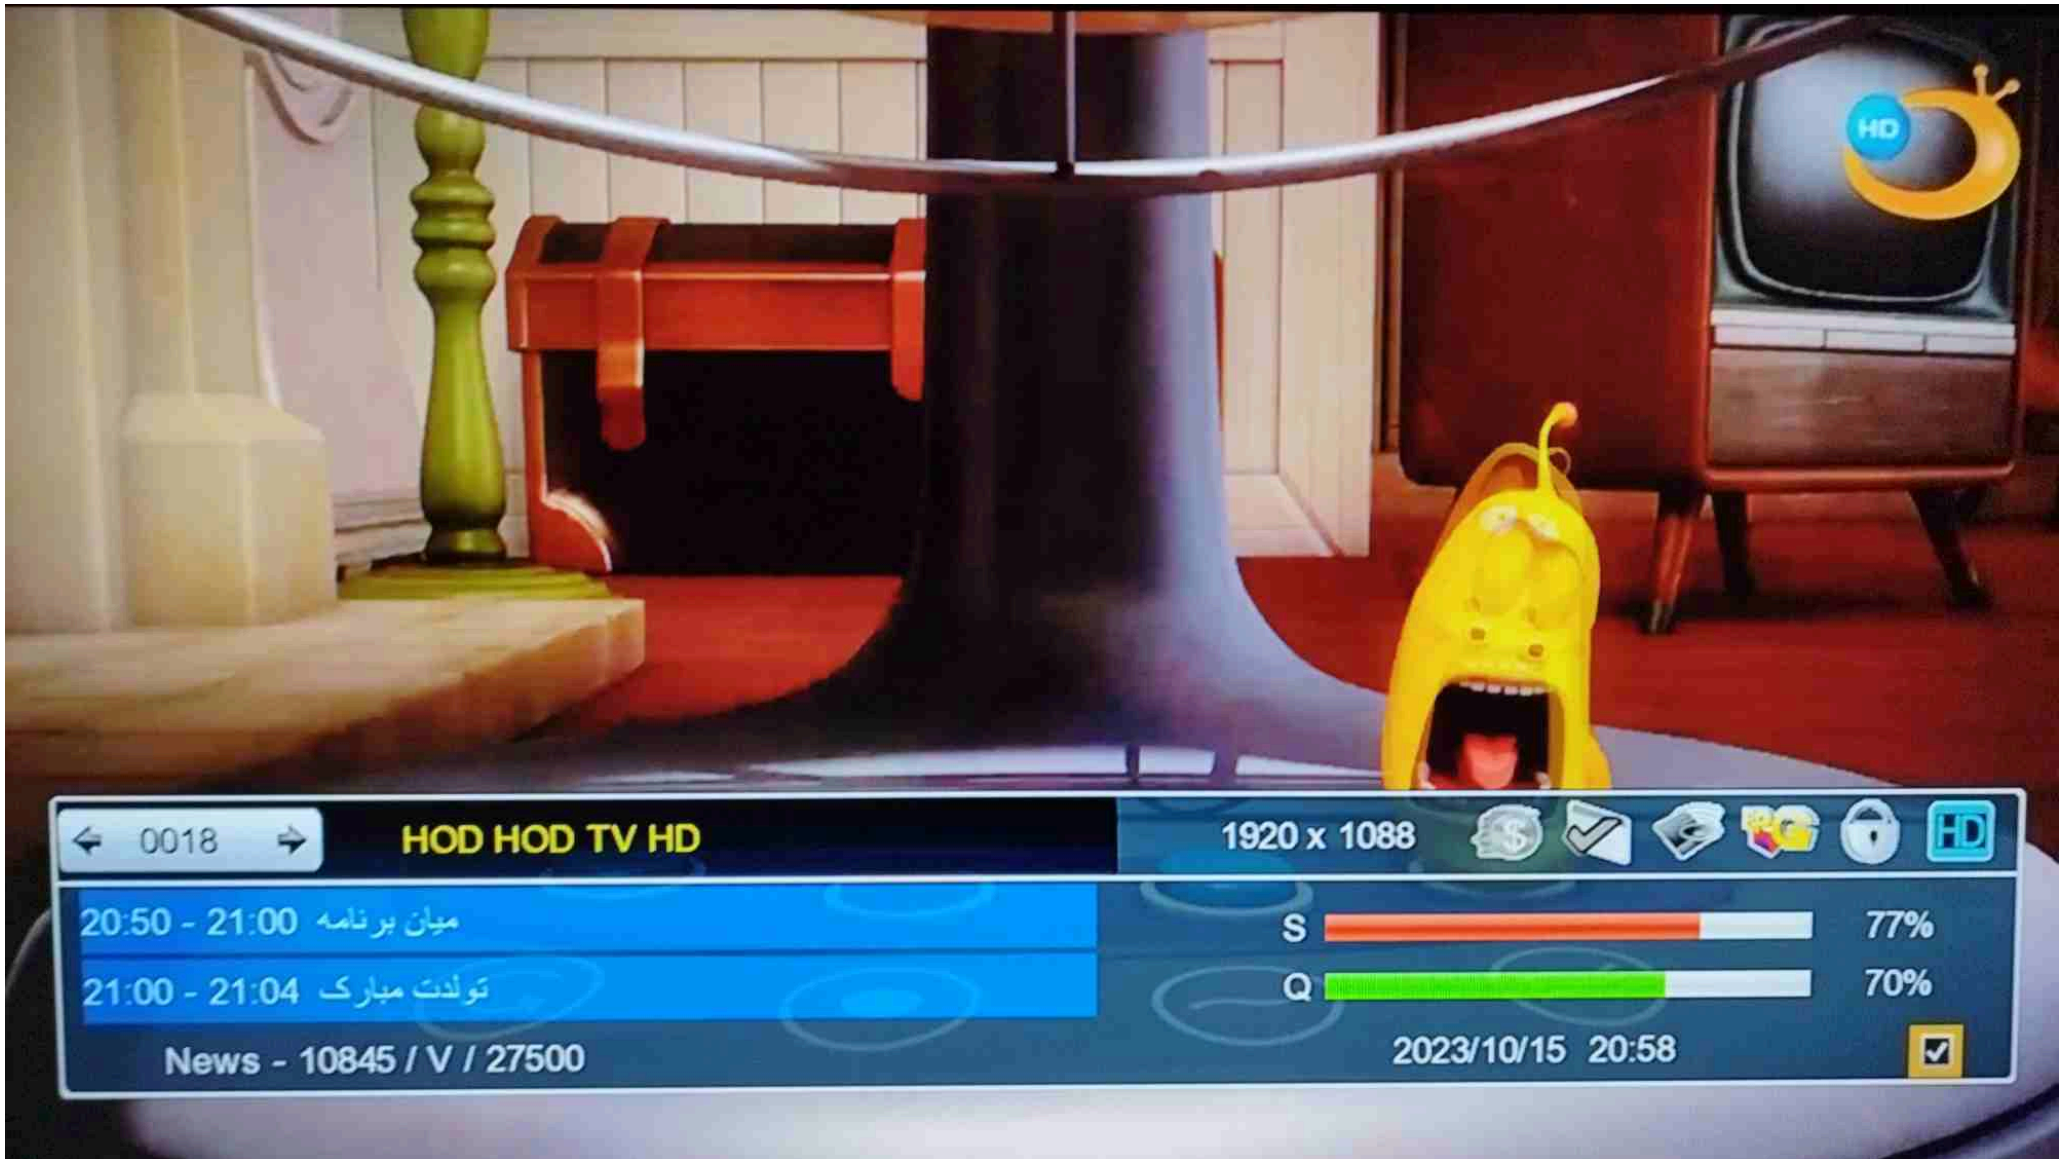 HD
0018 HOD HOD TV HD 1920 x 1088 $ HD
20:50 - 21:00 میان برنامه S 77%
21:00 - 21:04 تولدت مبارک Q 70%
News - 10845 / V / 27500 2023/10/15 20:58